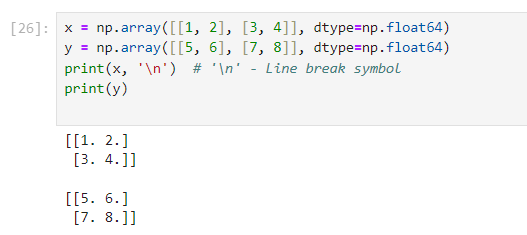 [26]: x = np.array([[1, 2], [3, 4]], dtype=np.float64)
y = np.array([[5, 6], [7, 8]], dtype=np.float64)
print(x, '\n')  # '\n' - Line break symbol
print(y)
[[1. 2.]
 [3. 4.]]
[[5. 6.]
 [7. 8.]]